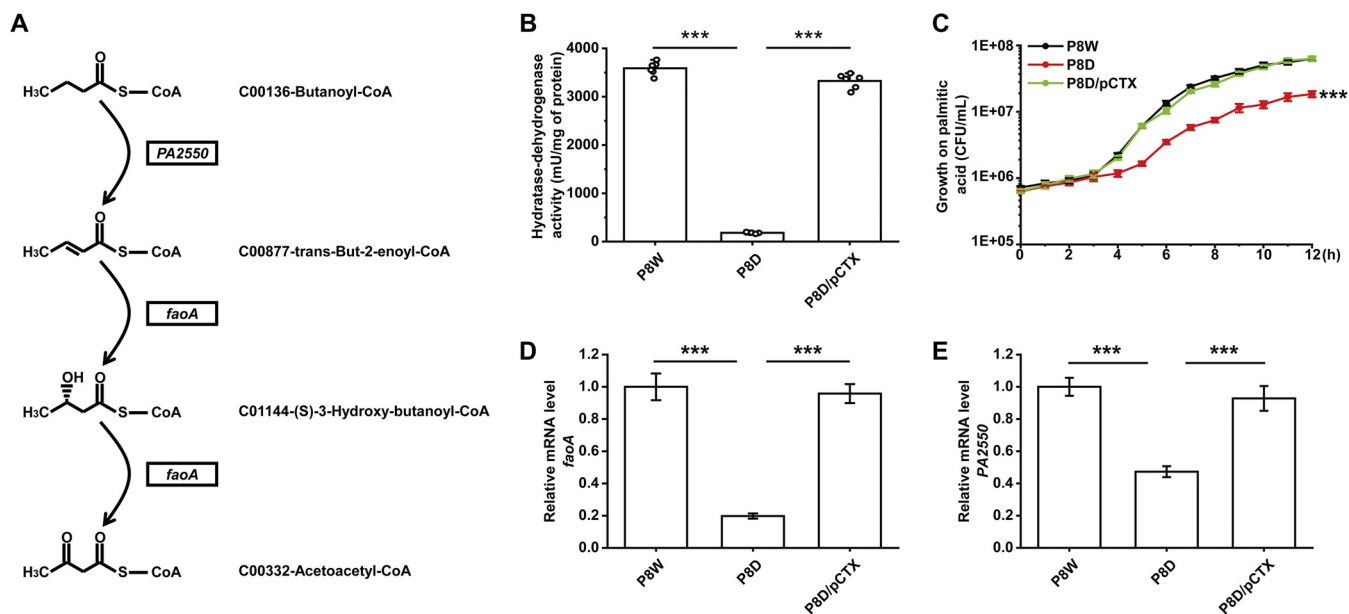 A
O
H₃C
S
CoA
C00136-Butanoyl-CoA
PA2550
O
H₃C
S
CoA
C00877-trans-But-2-enoyl-CoA
faoA
OH
O
H₃C
S
CoA
C01144-(S)-3-Hydroxy-butanoyl-CoA
faoA
O
O
H₃C
S
CoA
C00332-Acetoacetyl-CoA
B
Hydratase-dehydrogenase
activity (mU/mg of protein)
4000
3000
2000
1000
0
***
***
P8W
P8D
P8D/pCTX
C
Growth on palmitic
acid (CFU/mL)
1E+08
1E+07
1E+06
1E+05
P8W
P8D
P8D/pCTX
***
0
2
4
6
8
10
12 (h)
D
Relative mRNA level
faoA
1.2
1.0
0.8
0.6
0.4
0.2
0.0
***
***
P8W
P8D
P8D/pCTX
E
Relative mRNA level
PA2550
1.2
1.0
0.8
0.6
0.4
0.2
0.0
***
***
P8W
P8D
P8D/pCTX